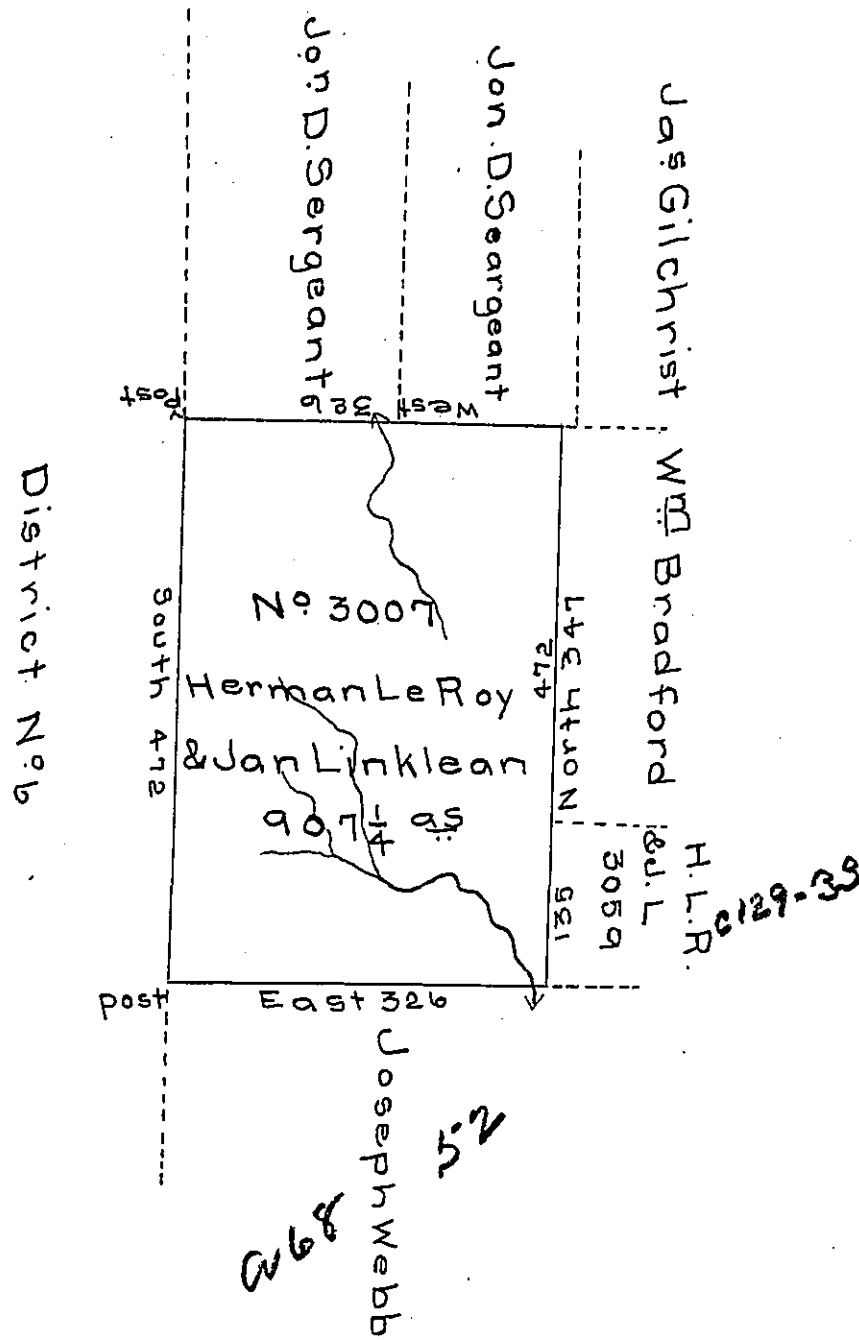 Jas Gilchrist
Jon. D. Seargeant
Jon D. Sergeant
West
326
Post
Wm Bradford
North 347
472
135
H. L. R.
& J. L
3059
C129-39
No 3007
Herman Le Roy
& Jan Linklean
907 1/4 as
South 472
District No 6
post
East 326
Joseph Webb
52
a68